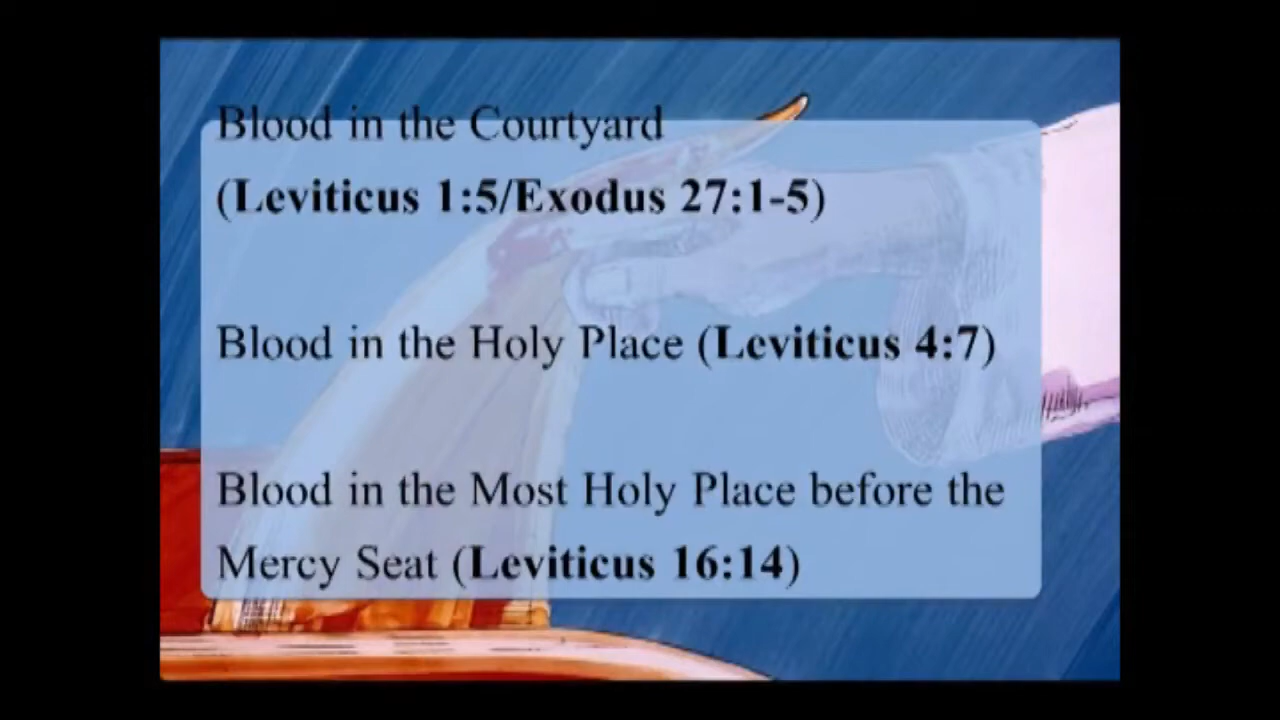 Blood in the Courtyard
(Leviticus 1:5/Exodus 27:1-5)
Blood in the Holy Place (Leviticus 4:7)
Blood in the Most Holy Place before the
Mercy Seat (Leviticus 16:14)